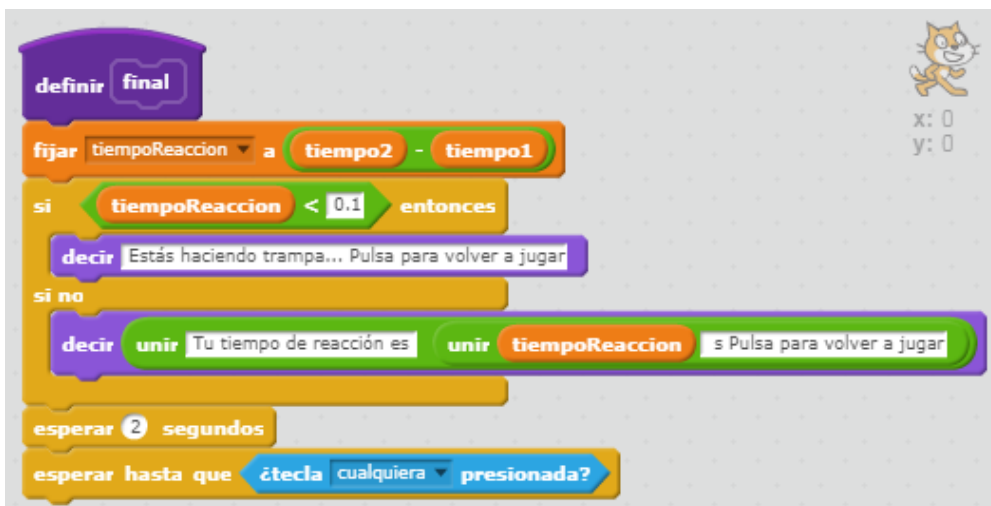 definir final
x: 0
y: 0
fijar tiempoReaccion a tiempo2 - tiempo1
si tiempoReaccion < 0.1 entonces
decir Estás haciendo trampa... Pulsa para volver a jugar
si no
decir unir Tu tiempo de reacción es unir tiempoReaccion s Pulsa para volver a jugar
esperar 2 segundos
esperar hasta que ¿tecla cualquiera presionada?